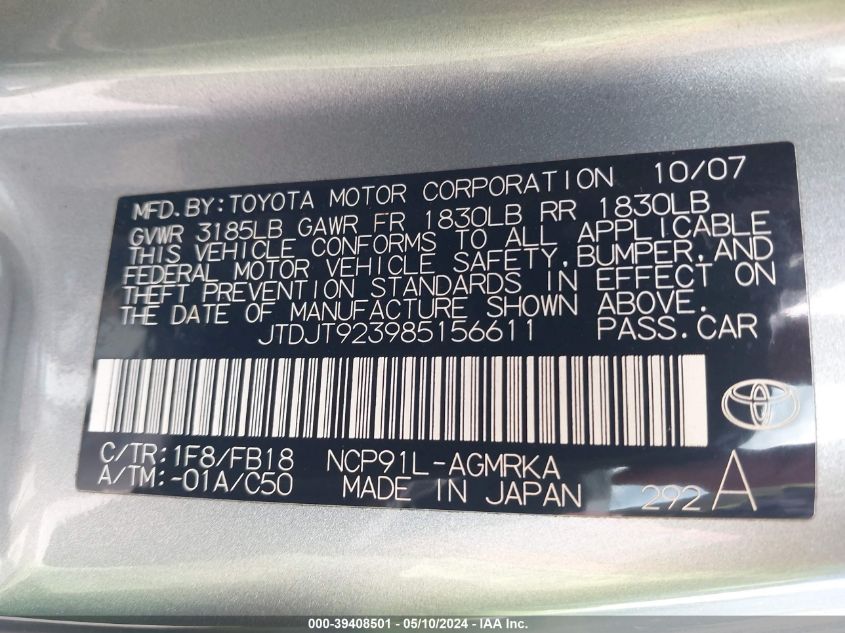 MFD.BY:TOYOTA MOTOR CORPORATION 10/07
GVWR 3185LB GAWR FR 1830LB RR 1830LB
THIS VEHICLE CONFORMS TO ALL APPLICABLE
FEDERAL MOTOR VEHICLE SAFETY,BUMPER,AND
THEFT PREVENTION STANDARDS IN EFFECT ON
THE DATE OF MANUFACTURE SHOWN ABOVE.
JTDJT923985156611 PASS.CAR
C/TR:1F8/FB18 NCP91L-AGMRKA
A/TM:-01A/C50 MADE IN JAPAN 292 A
000-39408501 - 05/10/2024 - IAA Inc.